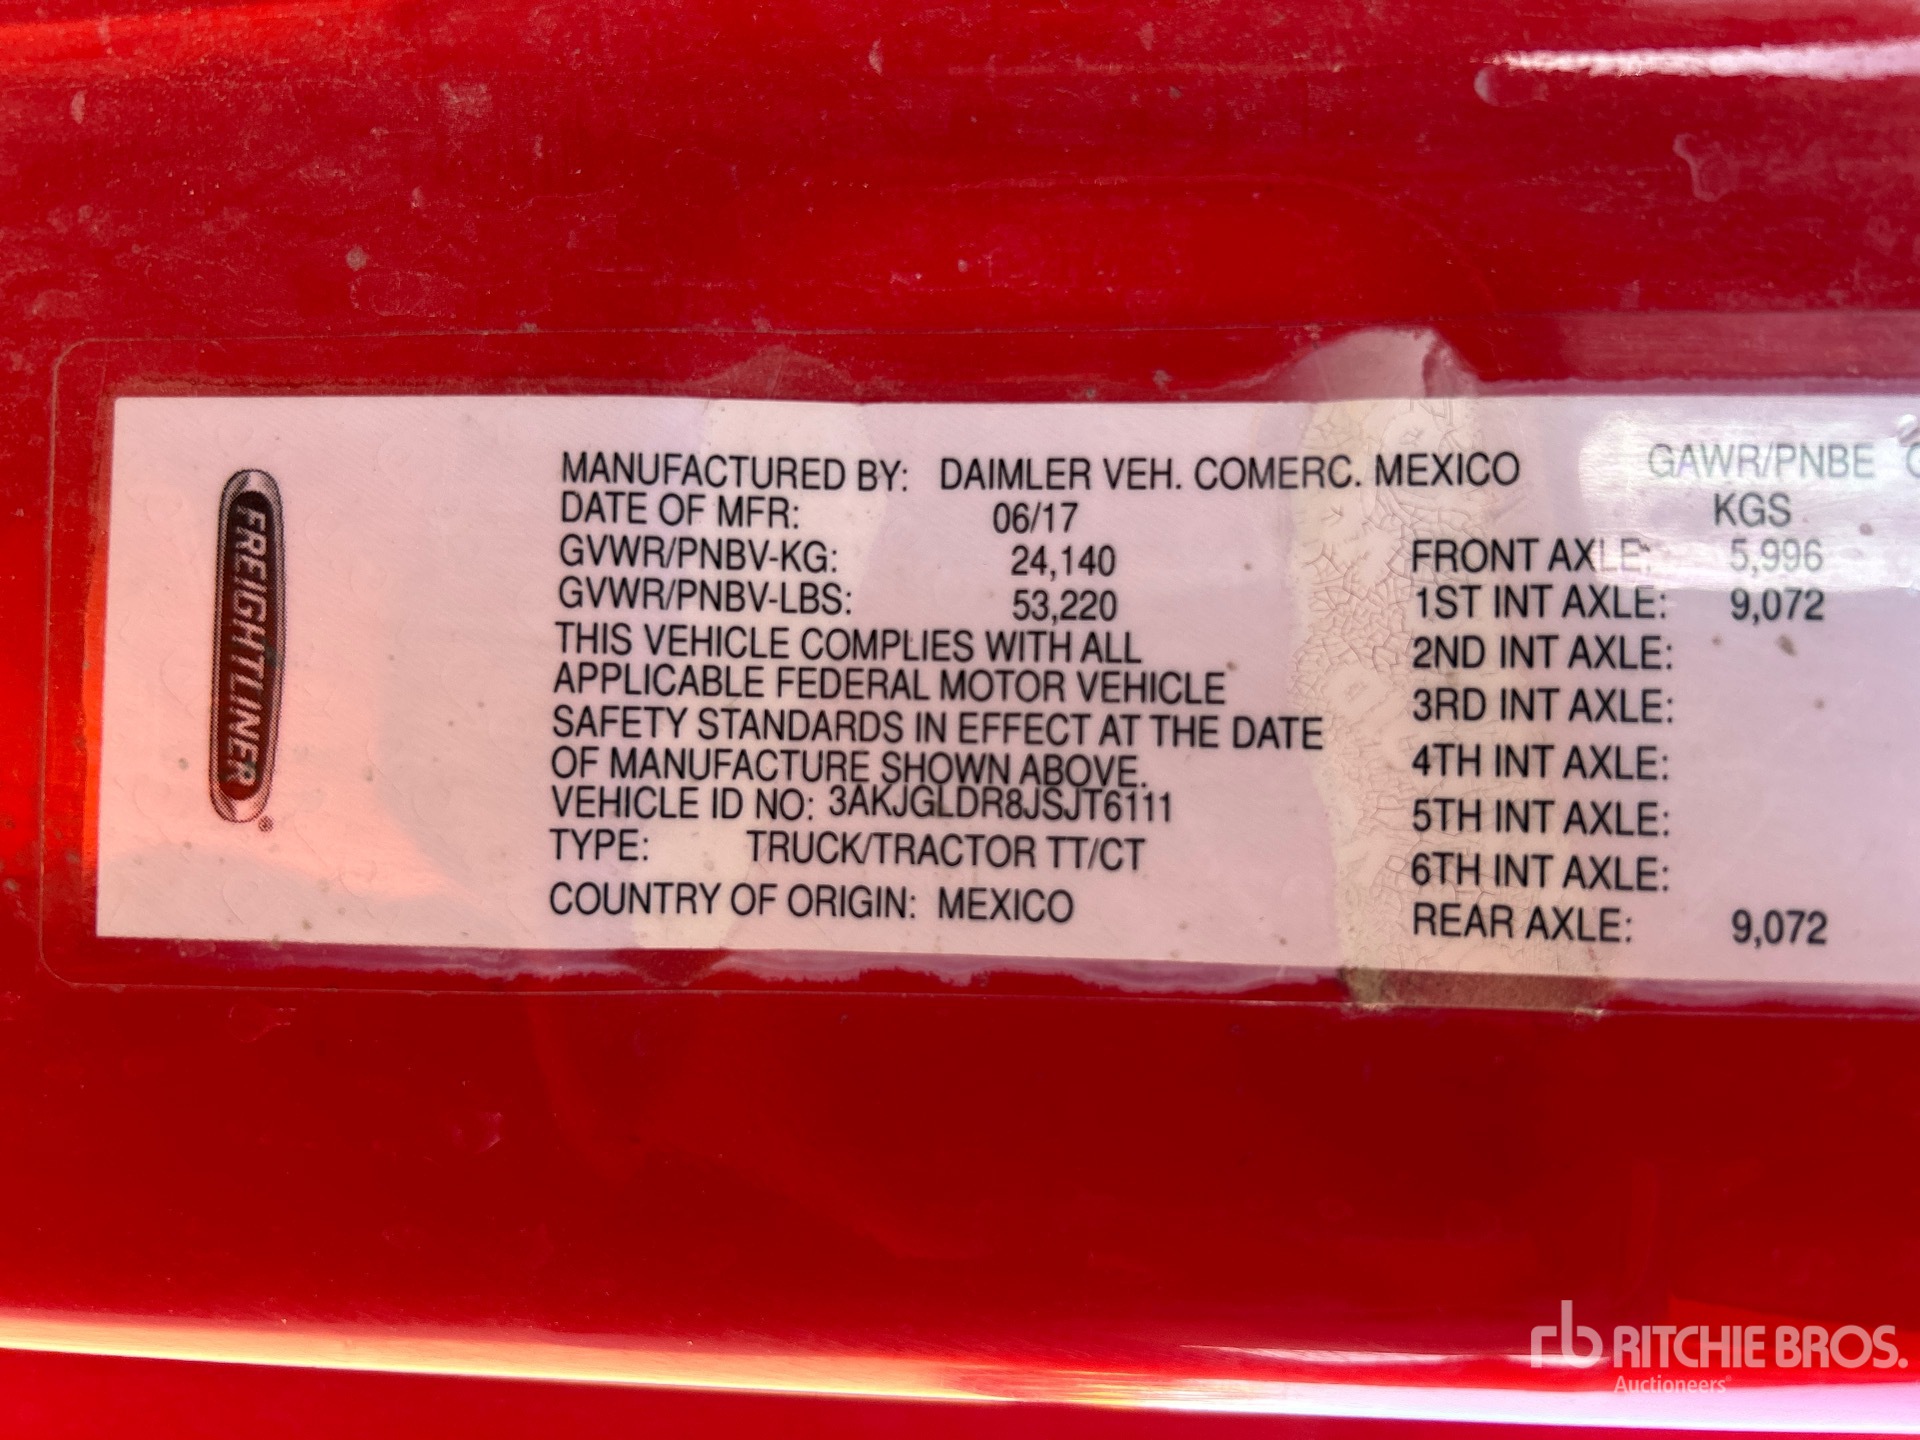 FREIGHTLINER
MANUFACTURED BY: DAIMLER VEH. COMERC. MEXICO
DATE OF MFR: 06/17
GVWR/PNBV-KG: 24,140
GVWR/PNBV-LBS: 53,220
THIS VEHICLE COMPLIES WITH ALL
APPLICABLE FEDERAL MOTOR VEHICLE
SAFETY STANDARDS IN EFFECT AT THE DATE
OF MANUFACTURE SHOWN ABOVE.
VEHICLE ID NO: 3AKJGLDR8JSJT6111
TYPE: TRUCK/TRACTOR TT/CT
COUNTRY OF ORIGIN: MEXICO
GAWR/PNBE
KGS
FRONT AXLE: 5,996
1ST INT AXLE: 9,072
2ND INT AXLE:
3RD INT AXLE:
4TH INT AXLE:
5TH INT AXLE:
6TH INT AXLE:
REAR AXLE: 9,072
rb RITCHIE BROS.
Auctioneers